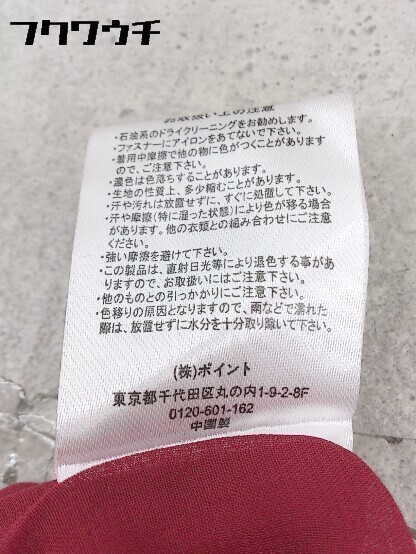 フクワウチ
お取扱い上の注意
・石油系のドライクリーニングをお勧めします。
・ファスナーにアイロンをあてないで下さい。
・着用中摩擦で他の物に色がつくことがあります
ので、ご注意下さい。
・濃色は色落ちすることがあります。
・生地の性質上、多少縮むことがあります。
・汗や汚れは放置せずに、すぐに処置して下さい。
・汗や摩擦（特に湿った状態）により色が移る場合
があります。他の衣類との組み合わせにご注意
ください。
・強い摩擦を避けて下さい。
・この製品は、直射日光等により退色する事があ
りますので、お取扱いにはご注意下さい。
・他のものとの引っかかりにご注意下さい。
・色移りの原因となりますので、雨などで濡れた
際は、放置せずに水分を十分取り除いて下さい。
(株)ポイント
東京都千代田区丸の内1-9-2-8F
0120-601-162
中国製